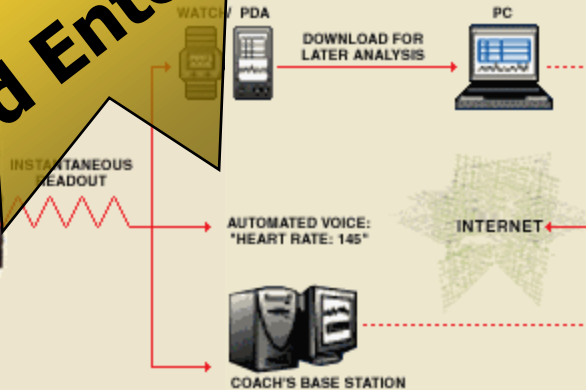 d Ente
WATCH/ PDA
PC
DOWNLOAD FOR
LATER ANALYSIS
INSTANTANEOUS
READOUT
AUTOMATED VOICE:
"HEART RATE: 145"
INTERNET
COACH'S BASE STATION